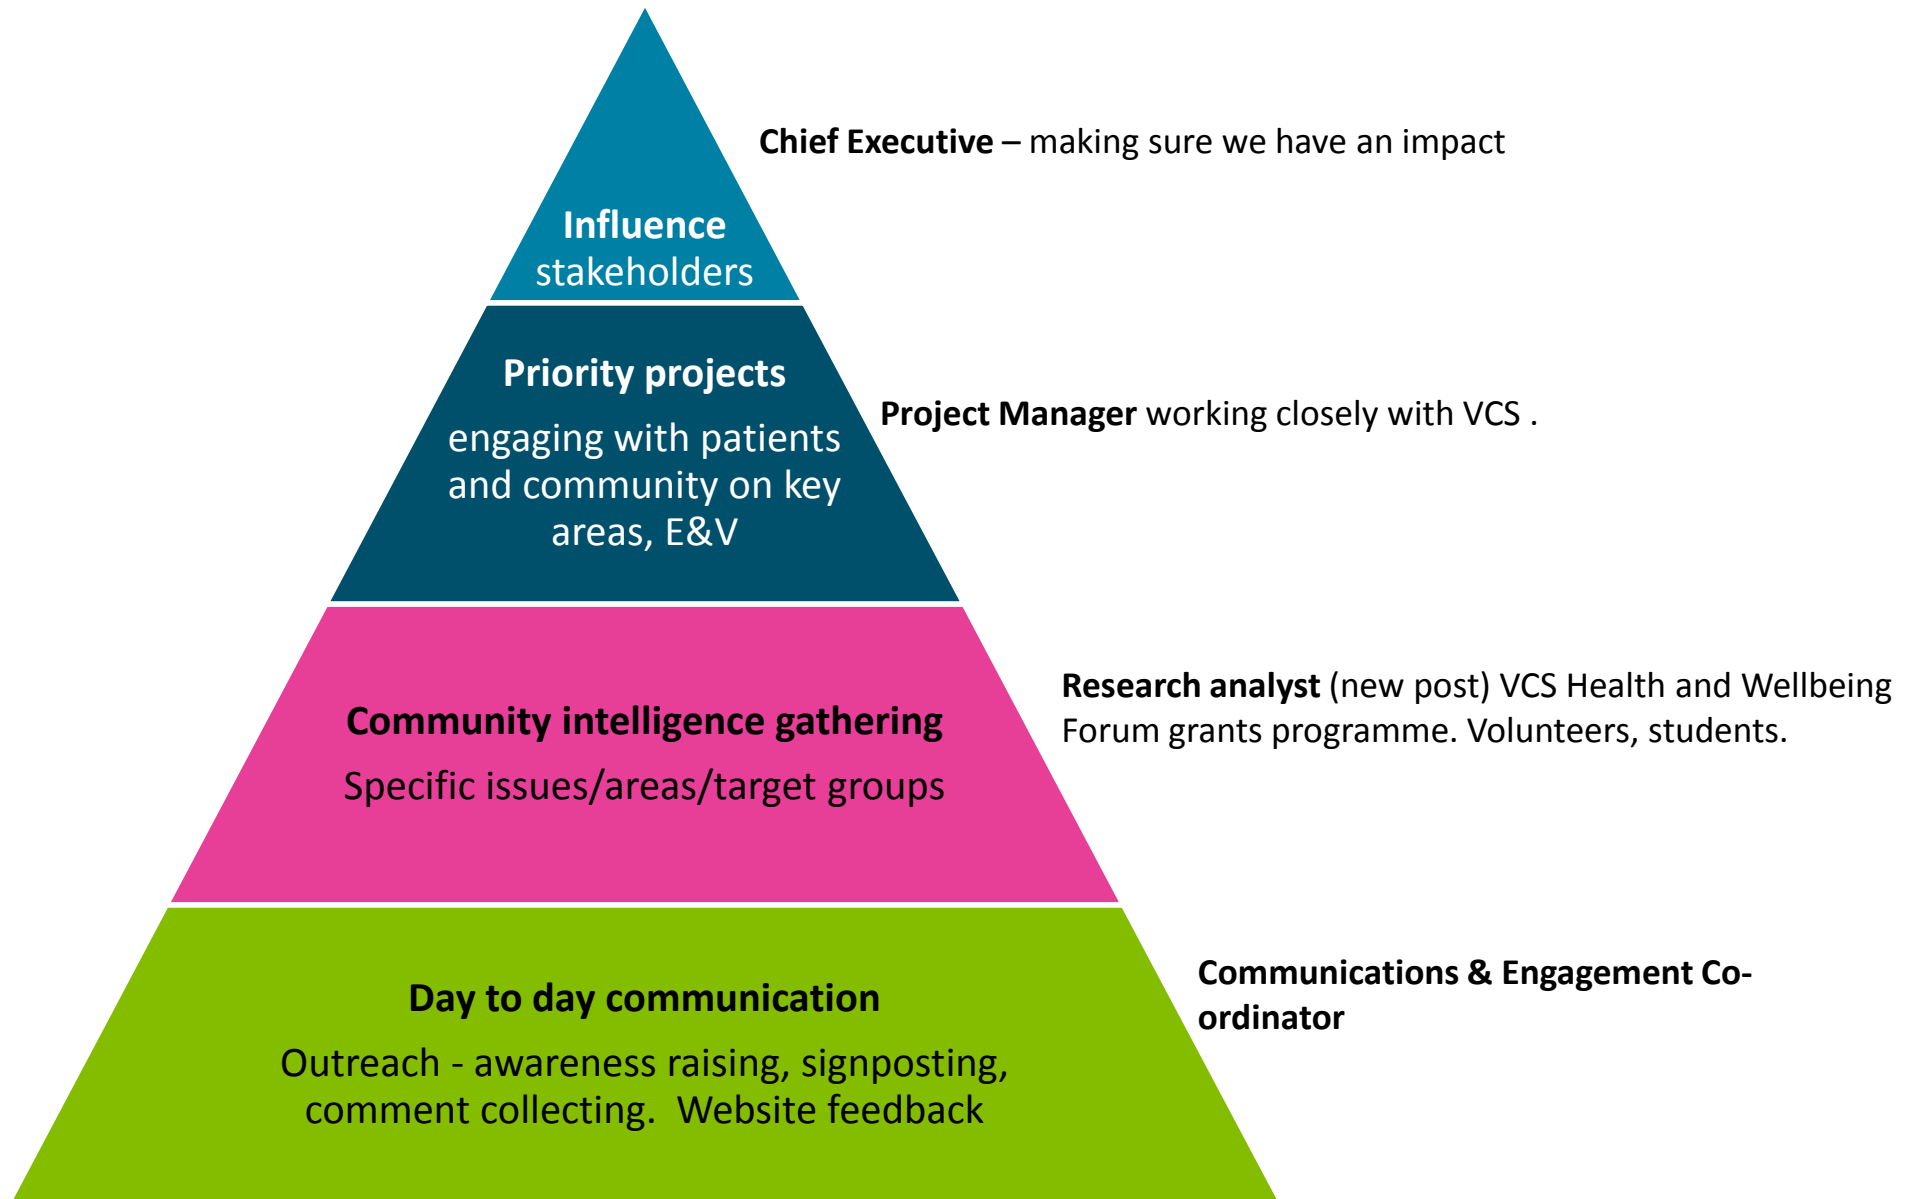 Chief Executive – making sure we have an impact
Influence
stakeholders
Priority projects
engaging with patients
and community on key
areas, E&V
Project Manager working closely with VCS .
Community intelligence gathering
Specific issues/areas/target groups
Research analyst (new post) VCS Health and Wellbeing
Forum grants programme. Volunteers, students.
Day to day communication
Outreach - awareness raising, signposting,
comment collecting.  Website feedback
Communications & Engagement Co-
ordinator